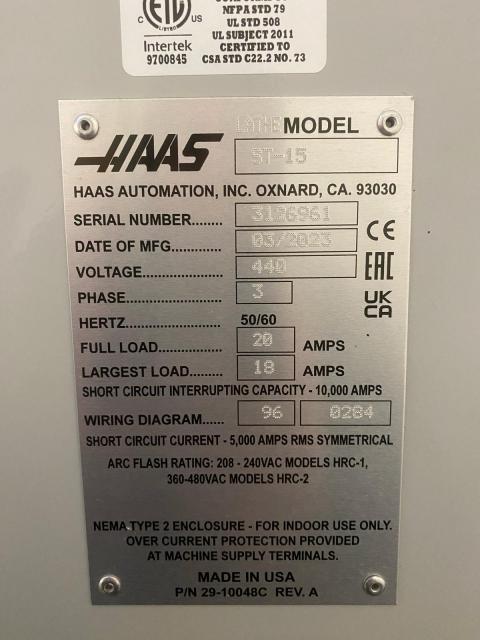 C
US
ETL
LISTED
Intertek
9700845
NFPA STD 79
UL STD 508
UL SUBJECT 2011
CERTIFIED TO
CSA STD C22.2 NO. 73
HAAS
LATHE MODEL
ST-15
HAAS AUTOMATION, INC. OXNARD, CA. 93030
SERIAL NUMBER........ 3196961
DATE OF MFG............ 03/2023
CE
VOLTAGE.................. 440
EAC
PHASE...................... 3
UK
CA
HERTZ...................... 50/60
FULL LOAD................ 20 AMPS
LARGEST LOAD......... 18 AMPS
SHORT CIRCUIT INTERRUPTING CAPACITY - 10,000 AMPS
WIRING DIAGRAM...... 96 0284
SHORT CIRCUIT CURRENT - 5,000 AMPS RMS SYMMETRICAL
ARC FLASH RATING: 208 - 240VAC MODELS HRC-1,
360-480VAC MODELS HRC-2
NEMA TYPE 2 ENCLOSURE - FOR INDOOR USE ONLY.
OVER CURRENT PROTECTION PROVIDED
AT MACHINE SUPPLY TERMINALS.
MADE IN USA
P/N 29-10048C REV. A